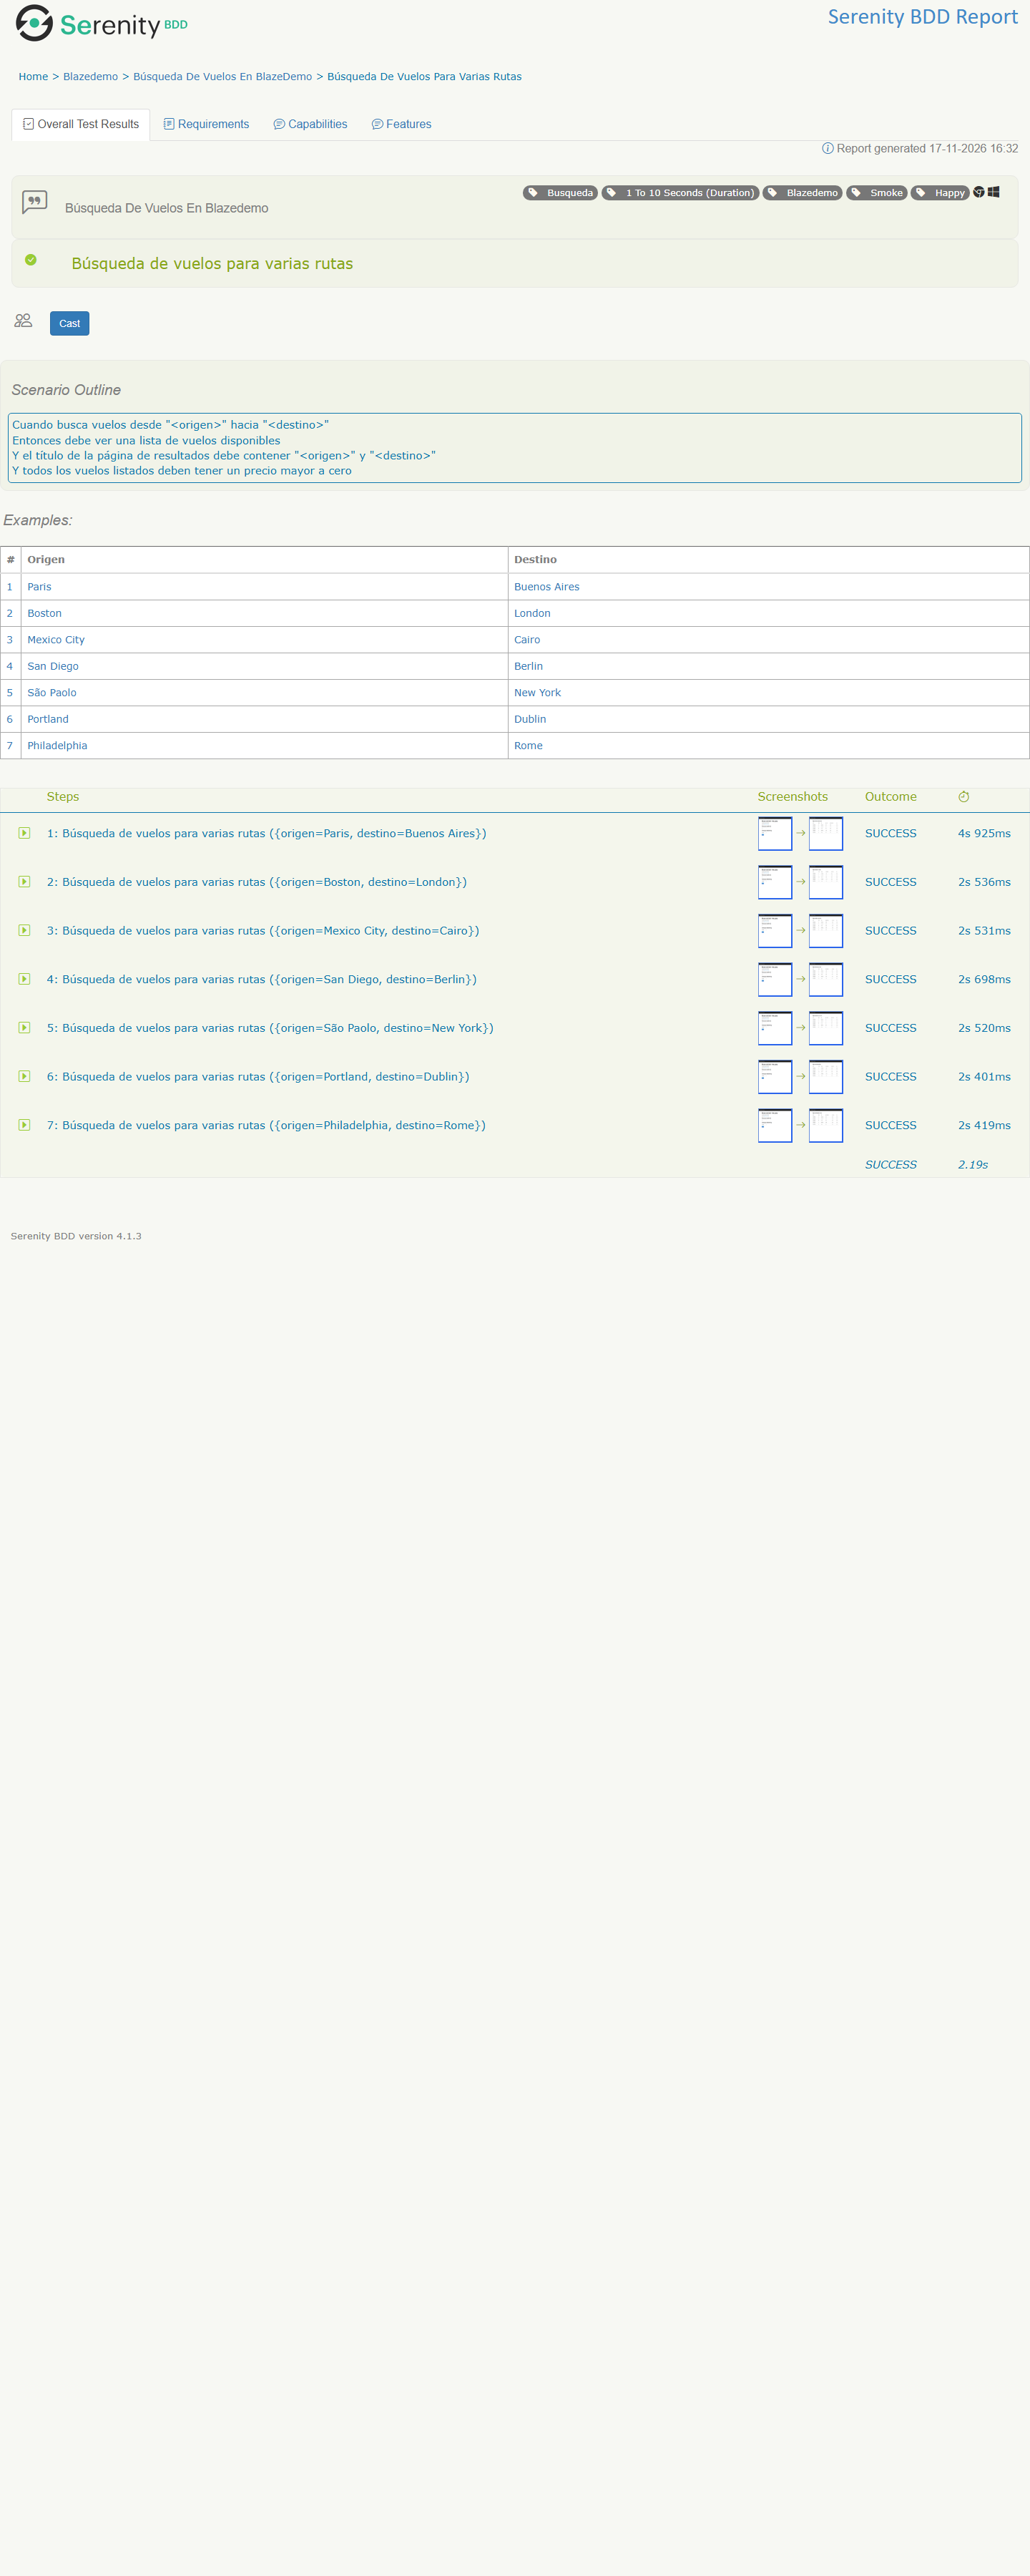 Serenity BDD
Serenity BDD Report
Home > Blazedemo > Búsqueda De Vuelos En BlazeDemo > Búsqueda De Vuelos Para Varias Rutas
Overall Test Results Requirements Capabilities Features
Report generated 17-11-2026 16:32
Busqueda 1 To 10 Seconds (Duration) Blazedemo Smoke Happy
Búsqueda De Vuelos En Blazedemo
Búsqueda de vuelos para varias rutas
Cast
Scenario Outline
Cuando busca vuelos desde "<origen>" hacia "<destino>"
Entonces debe ver una lista de vuelos disponibles
Y el título de la página de resultados debe contener "<origen>" y "<destino>"
Y todos los vuelos listados deben tener un precio mayor a cero
Examples:
# Origen Destino
1 Paris Buenos Aires
2 Boston London
3 Mexico City Cairo
4 San Diego Berlin
5 São Paolo New York
6 Portland Dublin
7 Philadelphia Rome
Steps Screenshots Outcome
1: Búsqueda de vuelos para varias rutas ({origen=Paris, destino=Buenos Aires}) SUCCESS 4s 925ms
2: Búsqueda de vuelos para varias rutas ({origen=Boston, destino=London}) SUCCESS 2s 536ms
3: Búsqueda de vuelos para varias rutas ({origen=Mexico City, destino=Cairo}) SUCCESS 2s 531ms
4: Búsqueda de vuelos para varias rutas ({origen=San Diego, destino=Berlin}) SUCCESS 2s 698ms
5: Búsqueda de vuelos para varias rutas ({origen=São Paolo, destino=New York}) SUCCESS 2s 520ms
6: Búsqueda de vuelos para varias rutas ({origen=Portland, destino=Dublin}) SUCCESS 2s 401ms
7: Búsqueda de vuelos para varias rutas ({origen=Philadelphia, destino=Rome}) SUCCESS 2s 419ms
SUCCESS 2.19s
Serenity BDD version 4.1.3